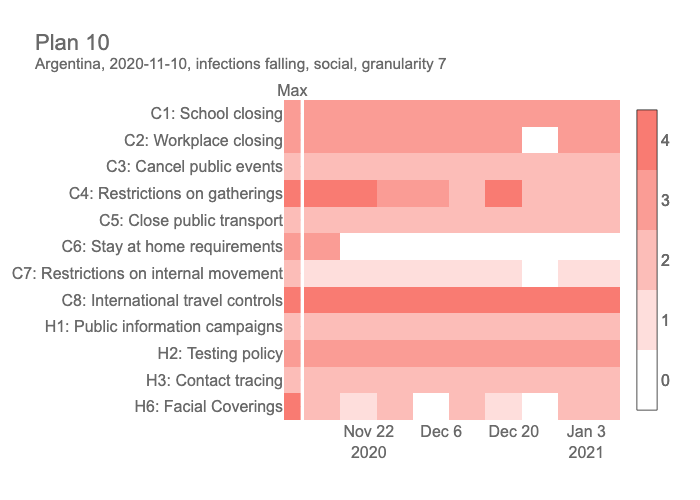 Plan 10
Argentina, 2020-11-10, infections falling, social, granularity 7
Max
C1: School closing
C2: Workplace closing
C3: Cancel public events
C4: Restrictions on gatherings
C5: Close public transport
C6: Stay at home requirements
C7: Restrictions on internal movement
C8: International travel controls
H1: Public information campaigns
H2: Testing policy
H3: Contact tracing
H6: Facial Coverings
4
3
2
1
0
Nov 22 Dec 6 Dec 20 Jan 3
2020 2021